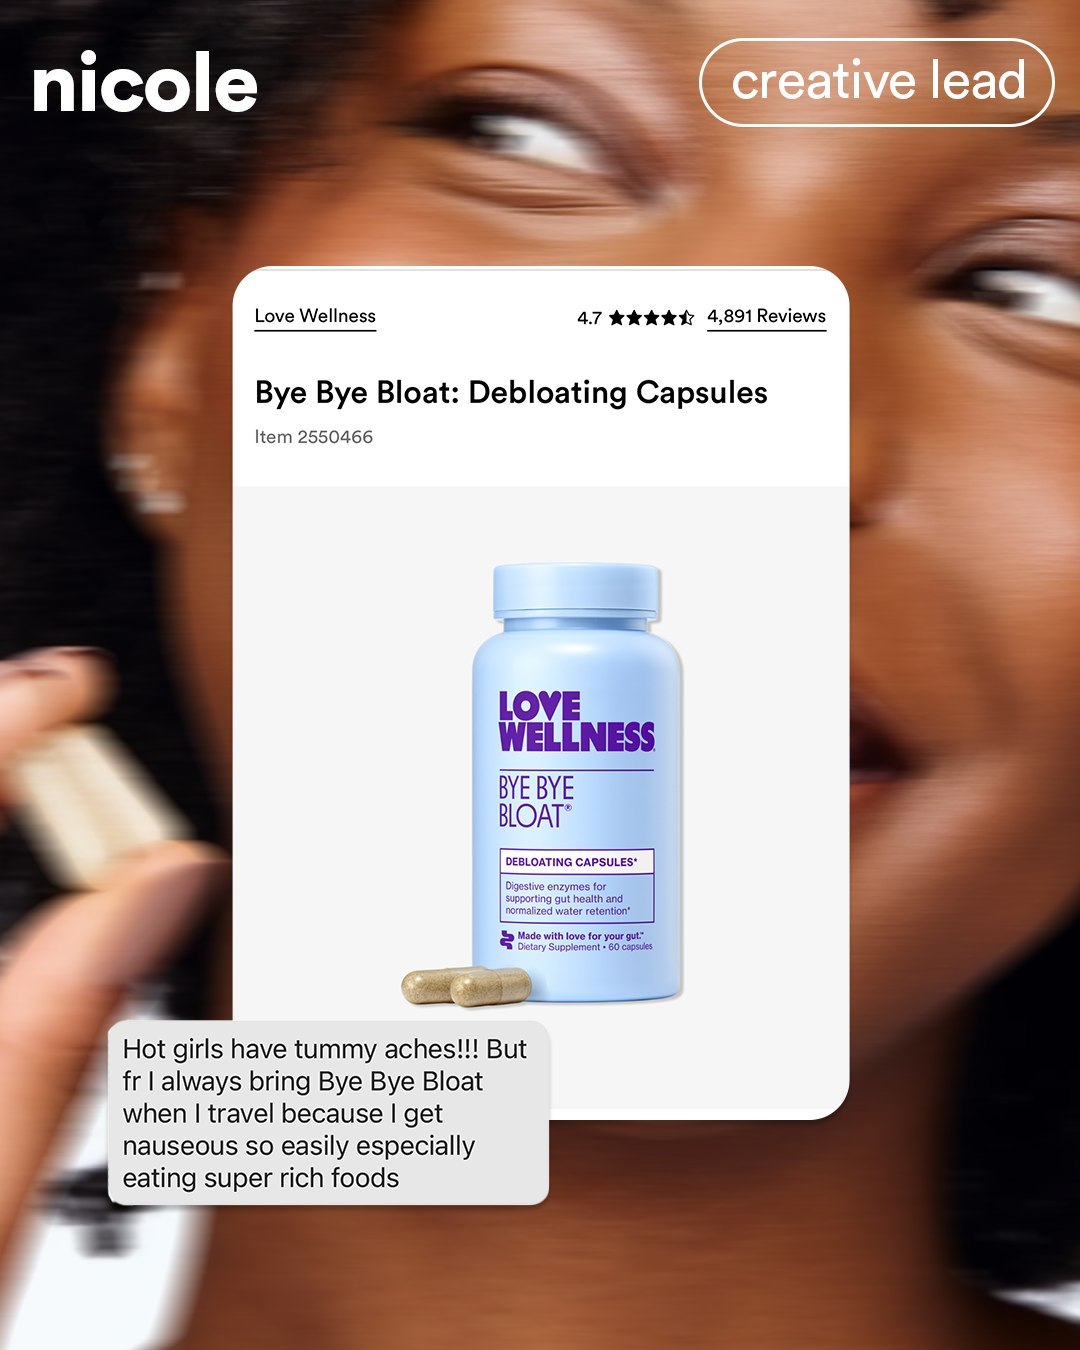 nicole
creative lead
Love Wellness
4.7
4,891 Reviews
Bye Bye Bloat: Debloating Capsules
Item 2550466
LOVE
WELLNESS
BYE BYE
BLOAT®
DEBLOATING CAPSULES*
Digestive enzymes for
supporting gut health and
normalized water retention*
Made with love for your gut.™
Dietary Supplement • 60 capsules
Hot girls have tummy aches!!! But
fr I always bring Bye Bye Bloat
when I travel because I get
nauseous so easily especially
eating super rich foods